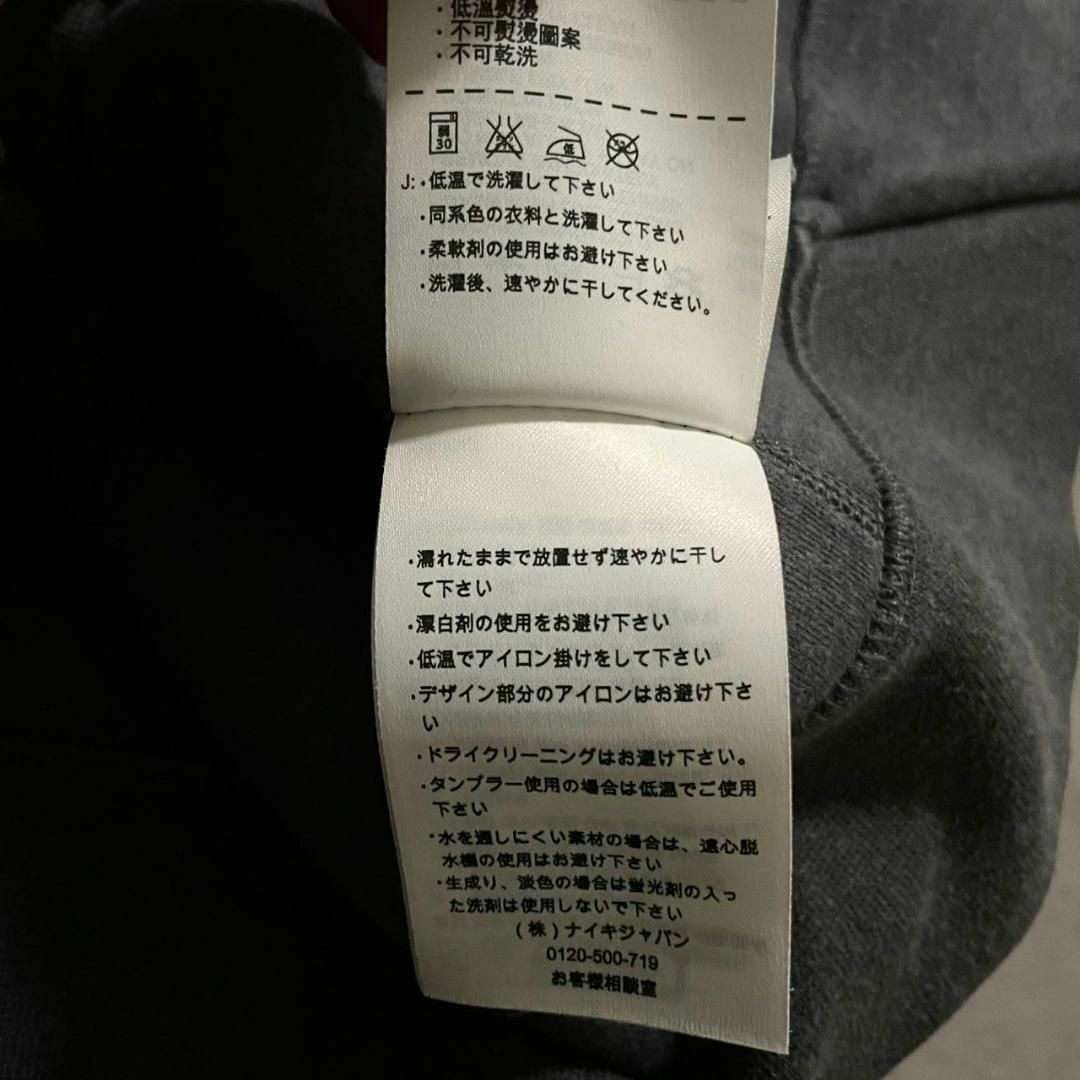 ・低溫熨燙
・不可熨燙圖案
・不可乾洗
弱
30
低
J:・低温で洗濯して下さい
・同系色の衣料と洗濯して下さい
・柔軟剤の使用はお避け下さい
・洗濯後、速やかに干してください。
・濡れたままで放置せず速やかに干し
て下さい
・漂白剤の使用をお避け下さい
・低温でアイロン掛けをして下さい
・デザイン部分のアイロンはお避け下さ
い
・ドライクリーニングはお避け下さい。
・タンブラー使用の場合は低温でご使用
下さい
・水を通しにくい素材の場合は、遠心脱
水機の使用はお避け下さい
・生成り、淡色の場合は蛍光剤の入っ
た洗剤は使用しないで下さい
(株)ナイキジャパン
0120-500-719
お客様相談室